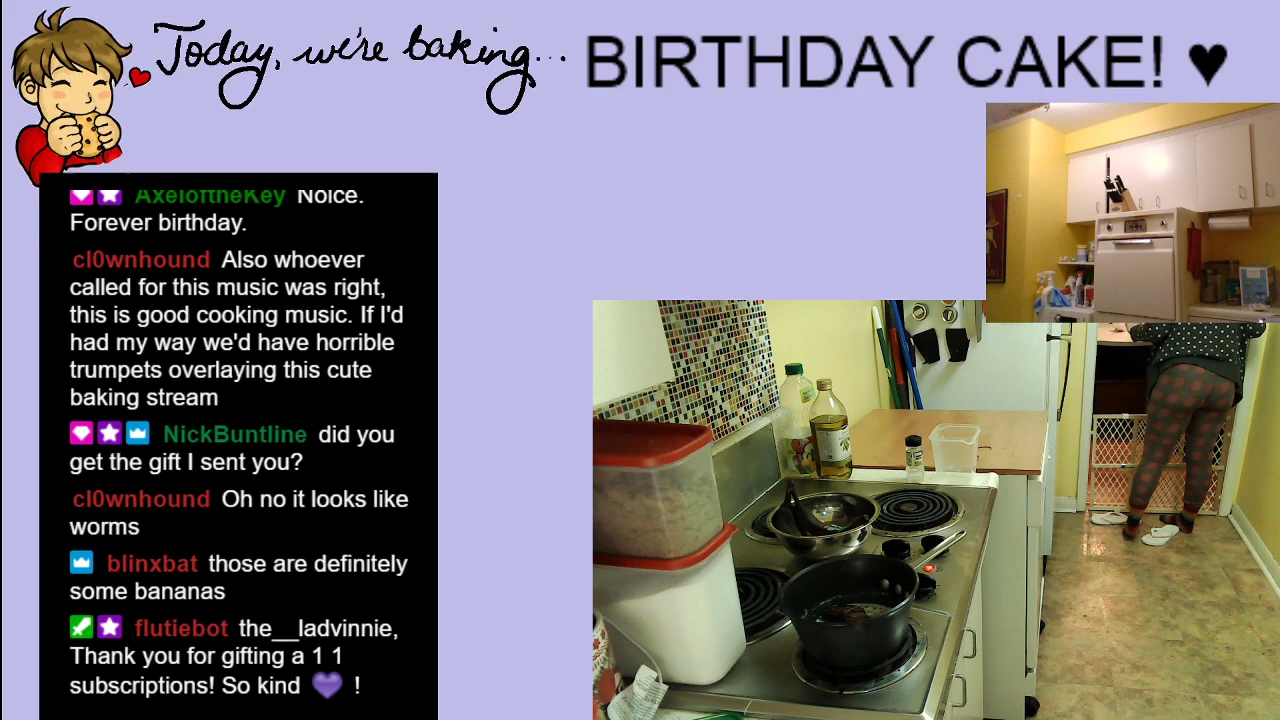 Today, we're baking... BIRTHDAY CAKE! ♥
AxeloftheKey Noice.
Forever birthday.
cl0wnhound Also whoever
called for this music was right,
this is good cooking music. If I'd
had my way we'd have horrible
trumpets overlaying this cute
baking stream
NickBuntline did you
get the gift I sent you?
cl0wnhound Oh no it looks like
worms
blinxbat those are definitely
some bananas
flutiebot the__ladvinnie,
Thank you for gifting a 1 1
subscriptions! So kind 💜 !